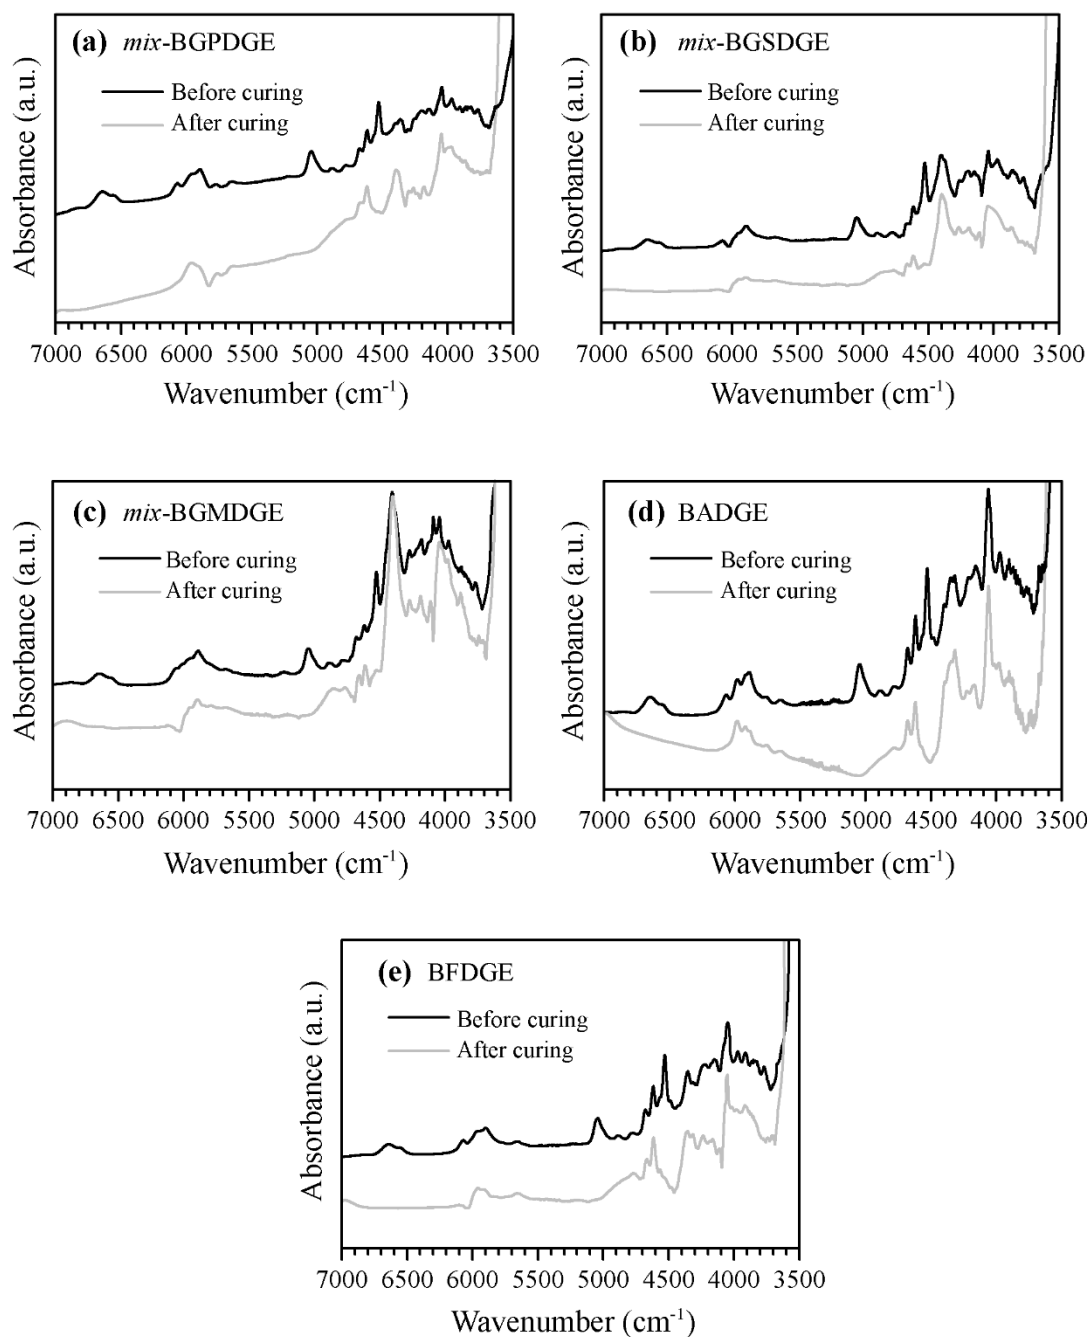 (a) mix-BGPDGE
Before curing
After curing
Absorbance (a.u.)
7000 6500 6000 5500 5000 4500 4000 3500
Wavenumber (cm⁻¹)
(b) mix-BGSDGE
Before curing
After curing
Absorbance (a.u.)
7000 6500 6000 5500 5000 4500 4000 3500
Wavenumber (cm⁻¹)
(c) mix-BGMDGE
Before curing
After curing
Absorbance (a.u.)
7000 6500 6000 5500 5000 4500 4000 3500
Wavenumber (cm⁻¹)
(d) BADGE
Before curing
After curing
Absorbance (a.u.)
7000 6500 6000 5500 5000 4500 4000 3500
Wavenumber (cm⁻¹)
(e) BFDGE
Before curing
After curing
Absorbance (a.u.)
7000 6500 6000 5500 5000 4500 4000 3500
Wavenumber (cm⁻¹)